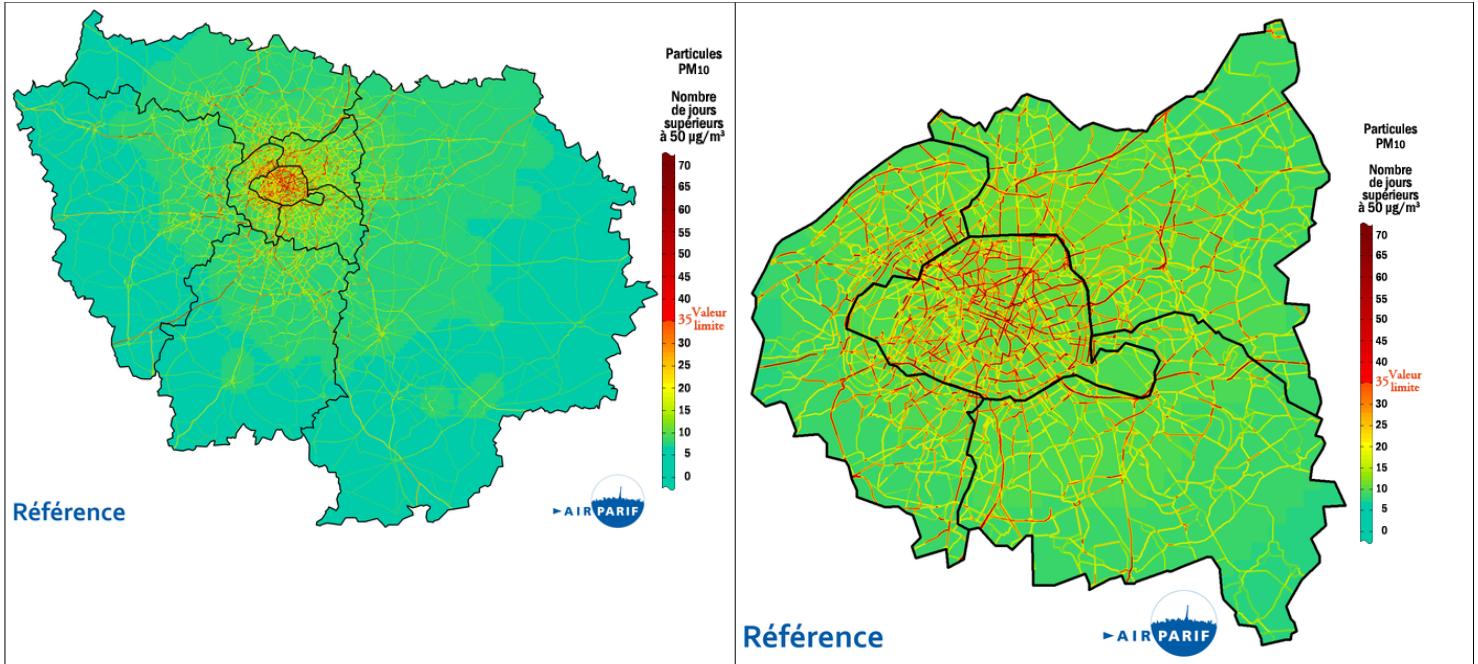 Particules
PM10
Nombre
de jours
supérieurs
à 50 µg/m³
70
65
60
55
50
45
40
35 Valeur
limite
30
25
20
15
10
5
0
Référence
AIRPARIF
Particules
PM10
Nombre
de jours
supérieurs
à 50 µg/m³
70
65
60
55
50
45
40
35 Valeur
limite
30
25
20
15
10
5
0
Référence
AIRPARIF